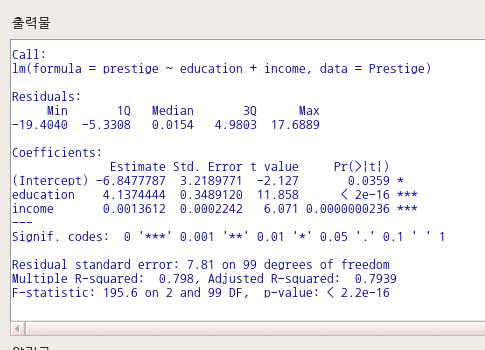 출력물
Call:
lm(formula = prestige ~ education + income, data = Prestige)
Residuals:
     Min       1Q   Median       3Q      Max
-19.4040  -5.3308   0.0154   4.9803  17.6889
Coefficients:
              Estimate Std. Error t value     Pr(>|t|)
(Intercept) -6.8477787  3.2189771  -2.127       0.0359 *
education    4.1374444  0.3489120  11.858      < 2e-16 ***
income       0.0013612  0.0002242   6.071 0.0000000236 ***
---
Signif. codes:  0 '***' 0.001 '**' 0.01 '*' 0.05 '.' 0.1 ' ' 1
Residual standard error: 7.81 on 99 degrees of freedom
Multiple R-squared:  0.798, Adjusted R-squared:  0.7939
F-statistic: 195.6 on 2 and 99 DF,  p-value: < 2.2e-16